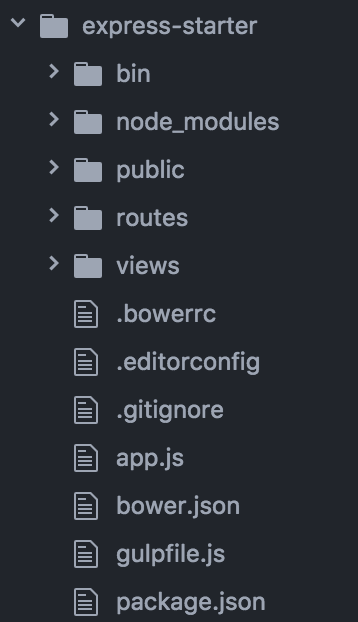 express-starter
bin
node_modules
public
routes
views
.bowerrc
.editorconfig
.gitignore
app.js
bower.json
gulpfile.js
package.json